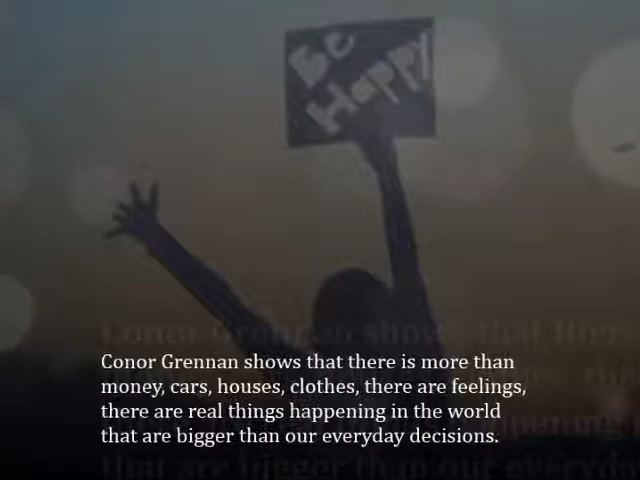 Be
Happy
Conor Grennan shows that there is more than
money, cars, houses, clothes, there are feelings,
there are real things happening in the world
that are bigger than our everyday decisions.